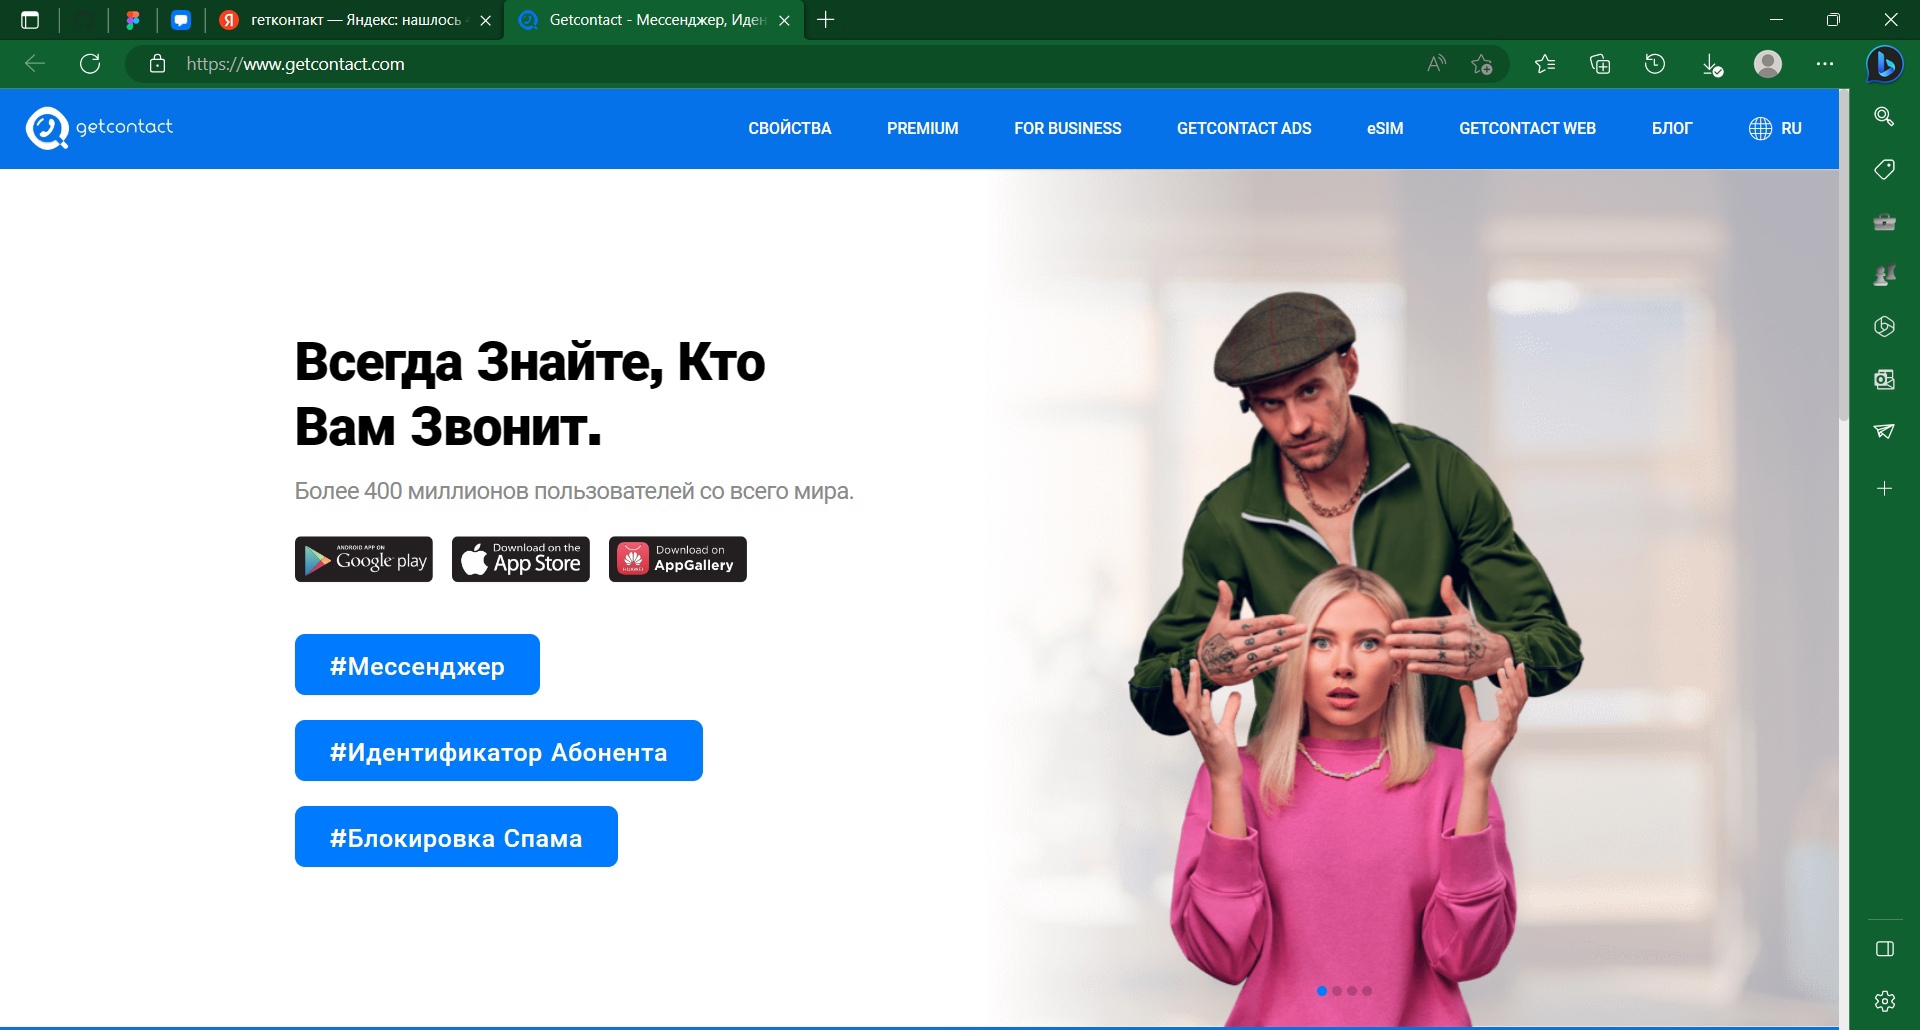 гетконтакт — Яндекс: нашлось
Getcontact - Мессенджер, Иден
https://www.getcontact.com
getcontact
СВОЙСТВА
PREMIUM
FOR BUSINESS
GETCONTACT ADS
eSIM
GETCONTACT WEB
БЛОГ
RU
Всегда Знайте, Кто
Вам Звонит.
Более 400 миллионов пользователей со всего мира.
ANDROID APP ON
Google play
Download on the
App Store
HUAWEI
Download on
AppGallery
#Мессенджер
#Идентификатор Абонента
#Блокировка Спама